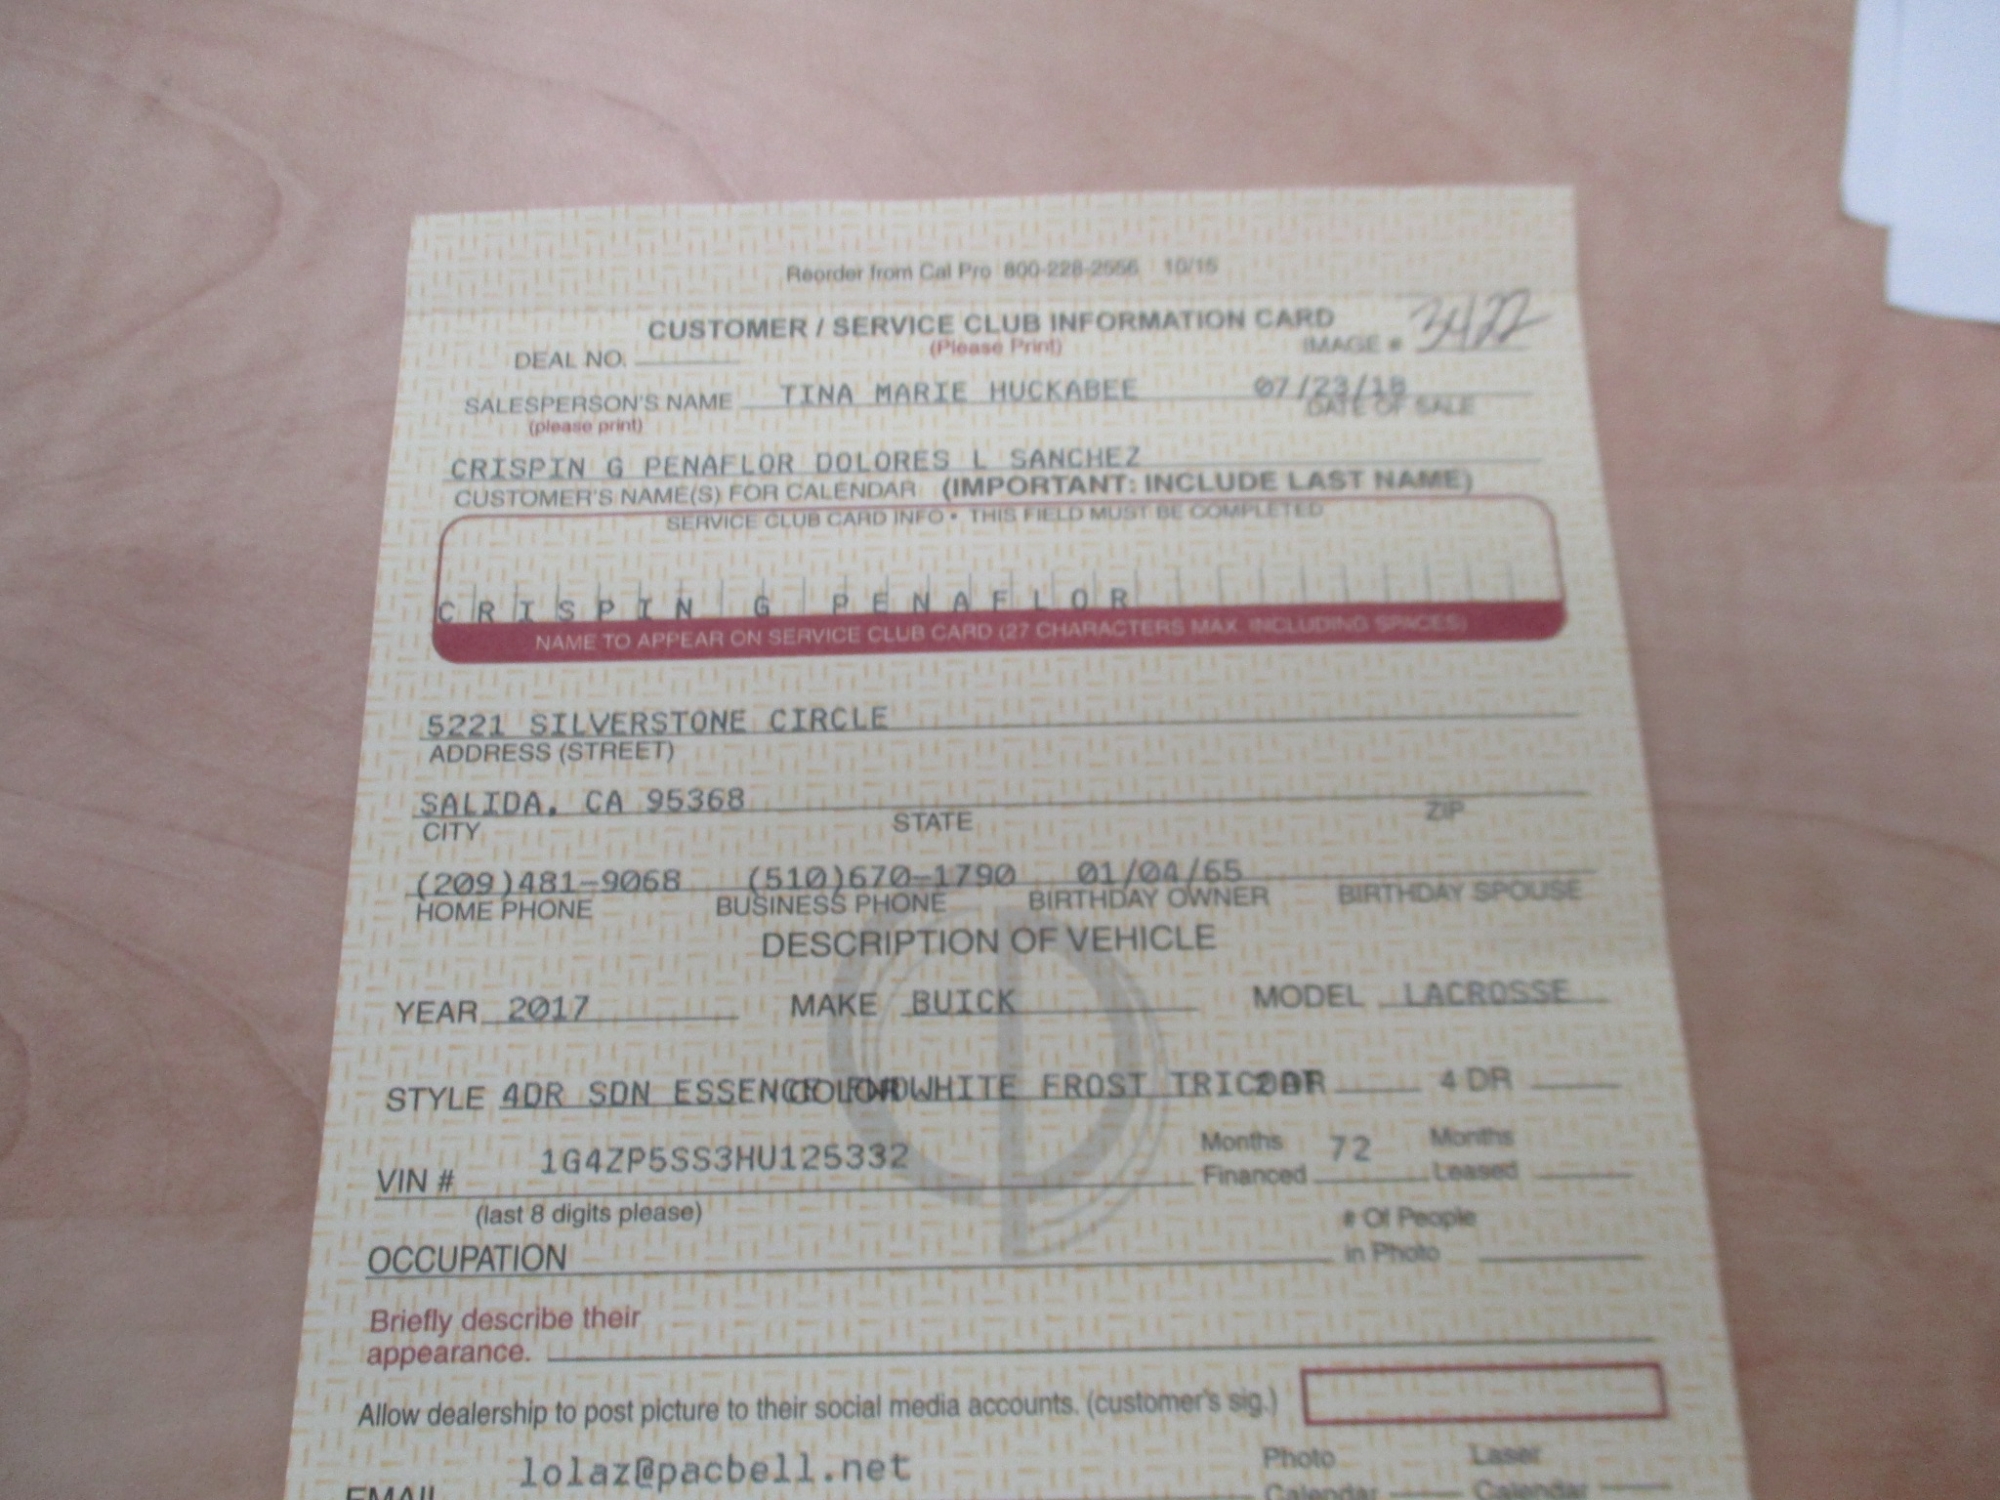 Reorder from Cal Pro 800-228-2556 10/15
CUSTOMER / SERVICE CLUB INFORMATION CARD
(Please Print)
DEAL NO.
IMAGE # 3422
SALESPERSON'S NAME TINA MARIE HUCKABEE 07/23/18
(please print)
DATE OF SALE
CRISPIN G PENAFLOR DOLORES L SANCHEZ
CUSTOMER'S NAME(S) FOR CALENDAR (IMPORTANT: INCLUDE LAST NAME)
SERVICE CLUB CARD INFO • THIS FIELD MUST BE COMPLETED
CRISPIN G PENAFLOR
NAME TO APPEAR ON SERVICE CLUB CARD (27 CHARACTERS MAX. INCLUDING SPACES)
5221 SILVERSTONE CIRCLE
ADDRESS (STREET)
SALIDA, CA 95368
CITY STATE ZIP
(209)481-9068 (510)670-1790 01/04/65
HOME PHONE BUSINESS PHONE BIRTHDAY OWNER BIRTHDAY SPOUSE
DESCRIPTION OF VEHICLE
YEAR 2017 MAKE BUICK MODEL LACROSSE
STYLE 4DR SDN ESSENCE COLOR WHITE FROST TRICOAT 2 DR 4 DR
VIN # 1G4ZP5SS3HU125332
(last 8 digits please)
Months Financed 72 Months Leased
OCCUPATION
# Of People in Photo
Briefly describe their
appearance.
Allow dealership to post picture to their social media accounts. (customer's sig.)
EMAIL lolaz@pacbell.net
Photo Calendar Laser Calendar